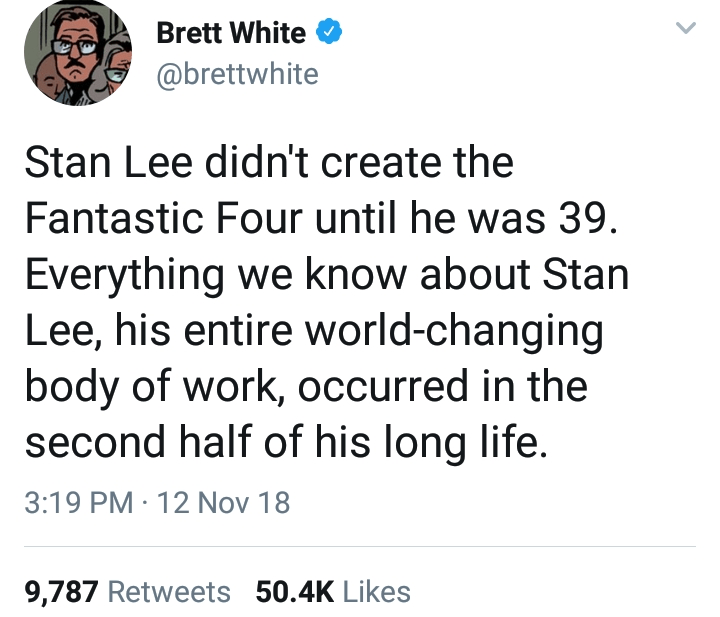 Brett White
@brettwhite
Stan Lee didn't create the
Fantastic Four until he was 39.
Everything we know about Stan
Lee, his entire world-changing
body of work, occurred in the
second half of his long life.
3:19 PM · 12 Nov 18
9,787 Retweets 50.4K Likes